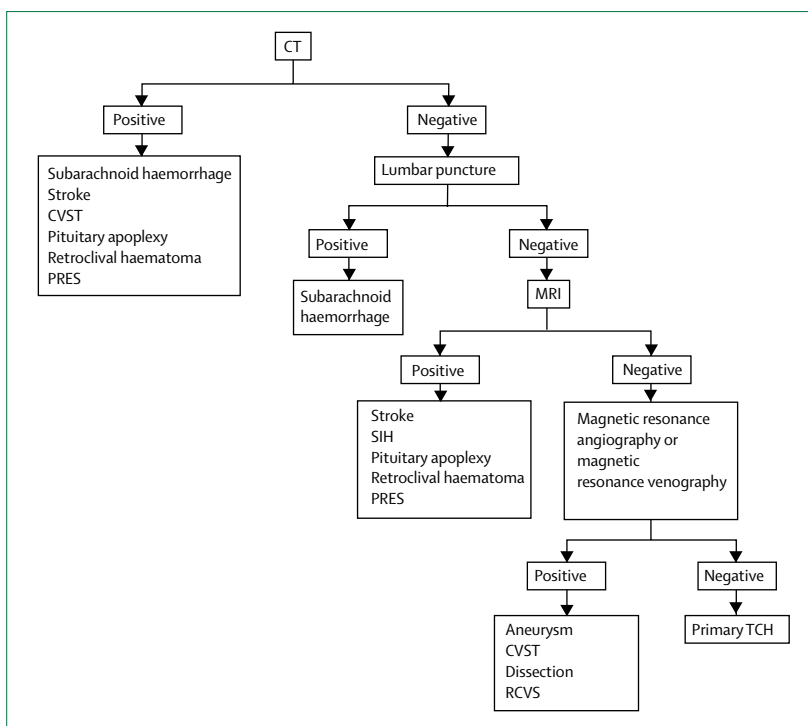 CT
Positive
Negative
Subarachnoid haemorrhage
Stroke
CVST
Pituitary apoplexy
Retroclival haematoma
PRES
Lumbar puncture
Positive
Negative
Subarachnoid
haemorrhage
MRI
Positive
Negative
Stroke
SIH
Pituitary apoplexy
Retroclival haematoma
PRES
Magnetic resonance
angiography or
magnetic
resonance venography
Positive
Negative
Aneurysm
CVST
Dissection
RCVS
Primary TCH